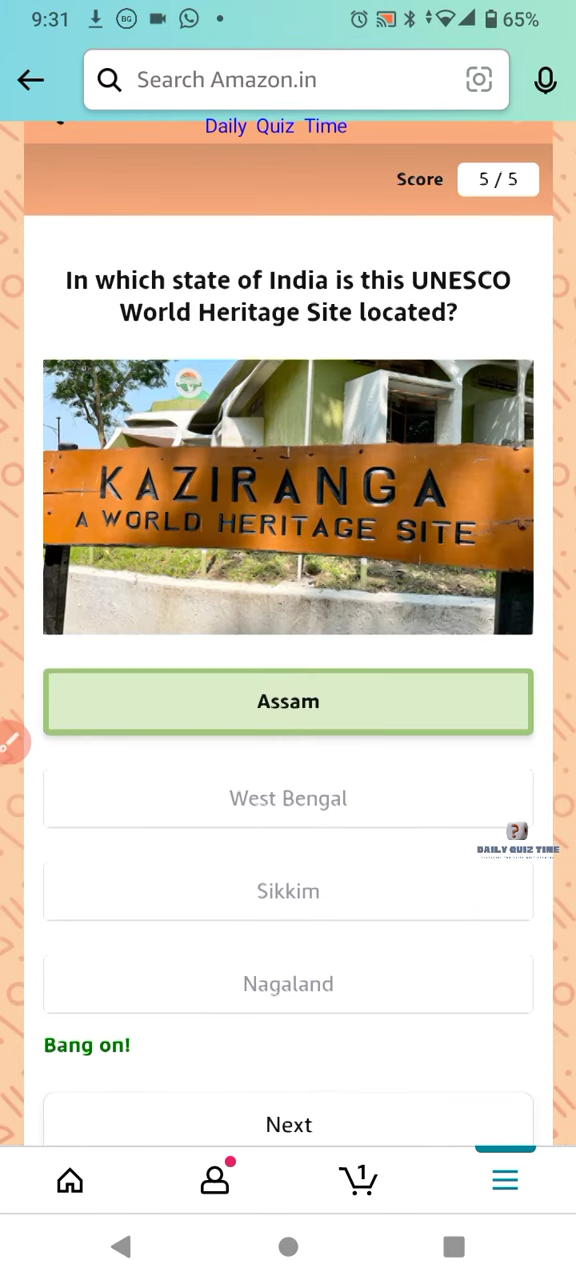 9:31
BG
65%
Search Amazon.in
Daily Quiz Time
Score 5 / 5
In which state of India is this UNESCO
World Heritage Site located?
KAZIRANGA
A WORLD HERITAGE SITE
Assam
West Bengal
?
DAILY QUIZ TIME
Sikkim
Nagaland
Bang on!
Next
1